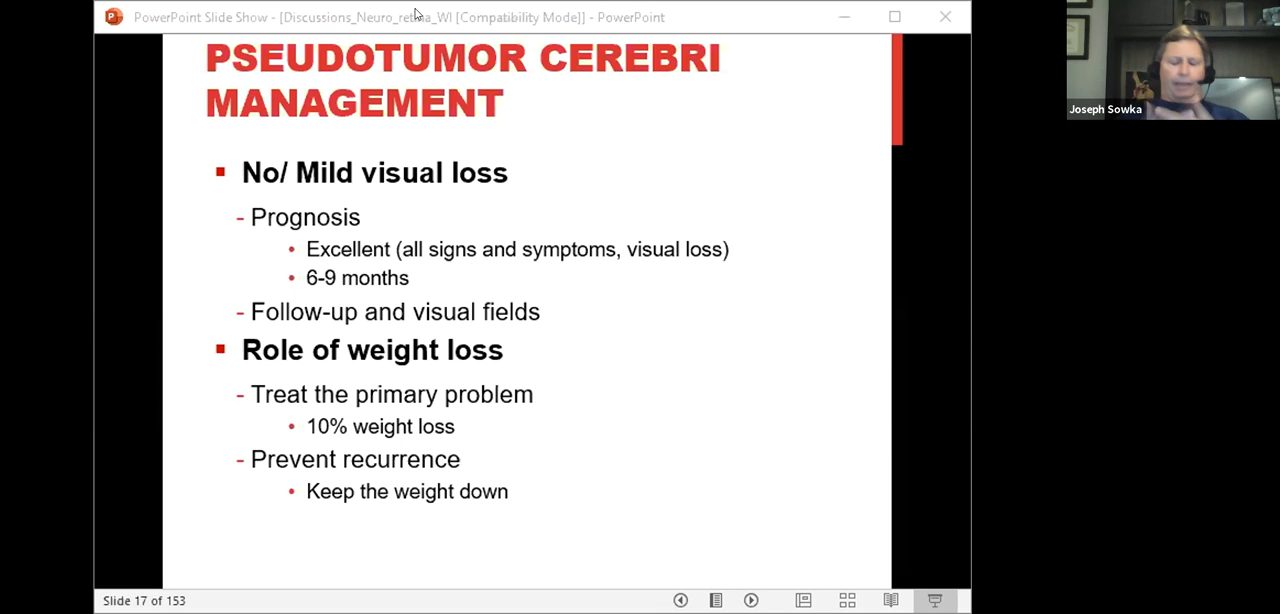 PowerPoint Slide Show - [Discussions_Neuro_retina_WI [Compatibility Mode]] - PowerPoint
PSEUDOTUMOR CEREBRI
MANAGEMENT
No/ Mild visual loss
- Prognosis
• Excellent (all signs and symptoms, visual loss)
• 6-9 months
- Follow-up and visual fields
Role of weight loss
- Treat the primary problem
• 10% weight loss
- Prevent recurrence
• Keep the weight down
Slide 17 of 153
Joseph Sowka